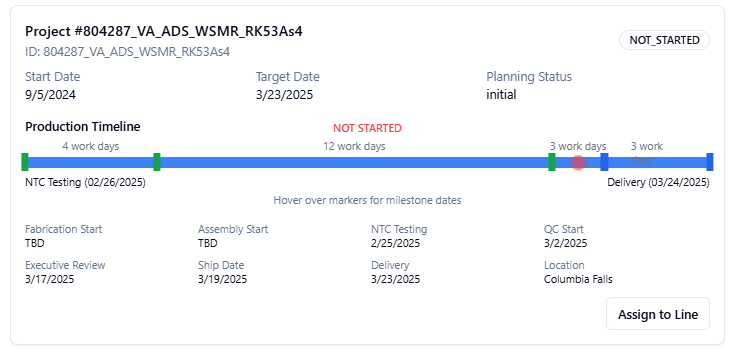 Project #804287_VA_ADS_WSMR_RK53As4
NOT_STARTED
ID: 804287_VA_ADS_WSMR_RK53As4
Start Date
9/5/2024
Target Date
3/23/2025
Planning Status
initial
Production Timeline
NOT STARTED
4 work days
12 work days
3 work days
3 work
days
NTC Testing (02/26/2025)
Delivery (03/24/2025)
Hover over markers for milestone dates
Fabrication Start
TBD
Assembly Start
TBD
NTC Testing
2/25/2025
QC Start
3/2/2025
Executive Review
3/17/2025
Ship Date
3/19/2025
Delivery
3/23/2025
Location
Columbia Falls
Assign to Line